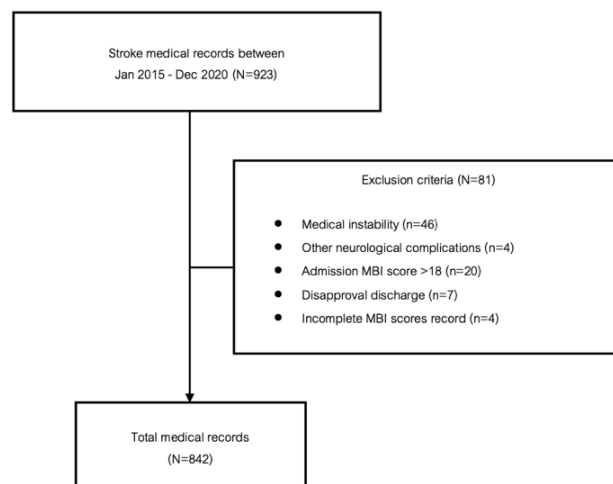 Stroke medical records between
Jan 2015 - Dec 2020 (N=923)
Exclusion criteria (N=81)
● Medical instability (n=46)
● Other neurological complications (n=4)
● Admission MBI score >18 (n=20)
● Disapproval discharge (n=7)
● Incomplete MBI scores record (n=4)
Total medical records
(N=842)